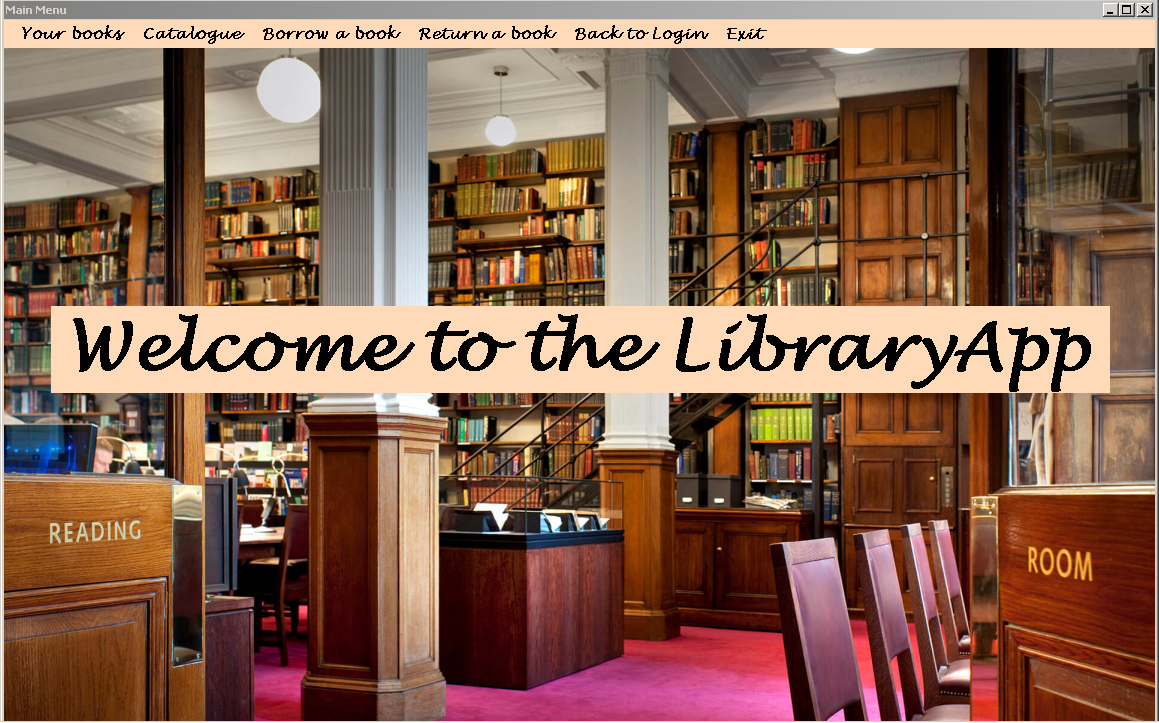 Main Menu
Your books Catalogue Borrow a book Return a book Back to Login Exit
Welcome to the LibraryApp
READING
ROOM